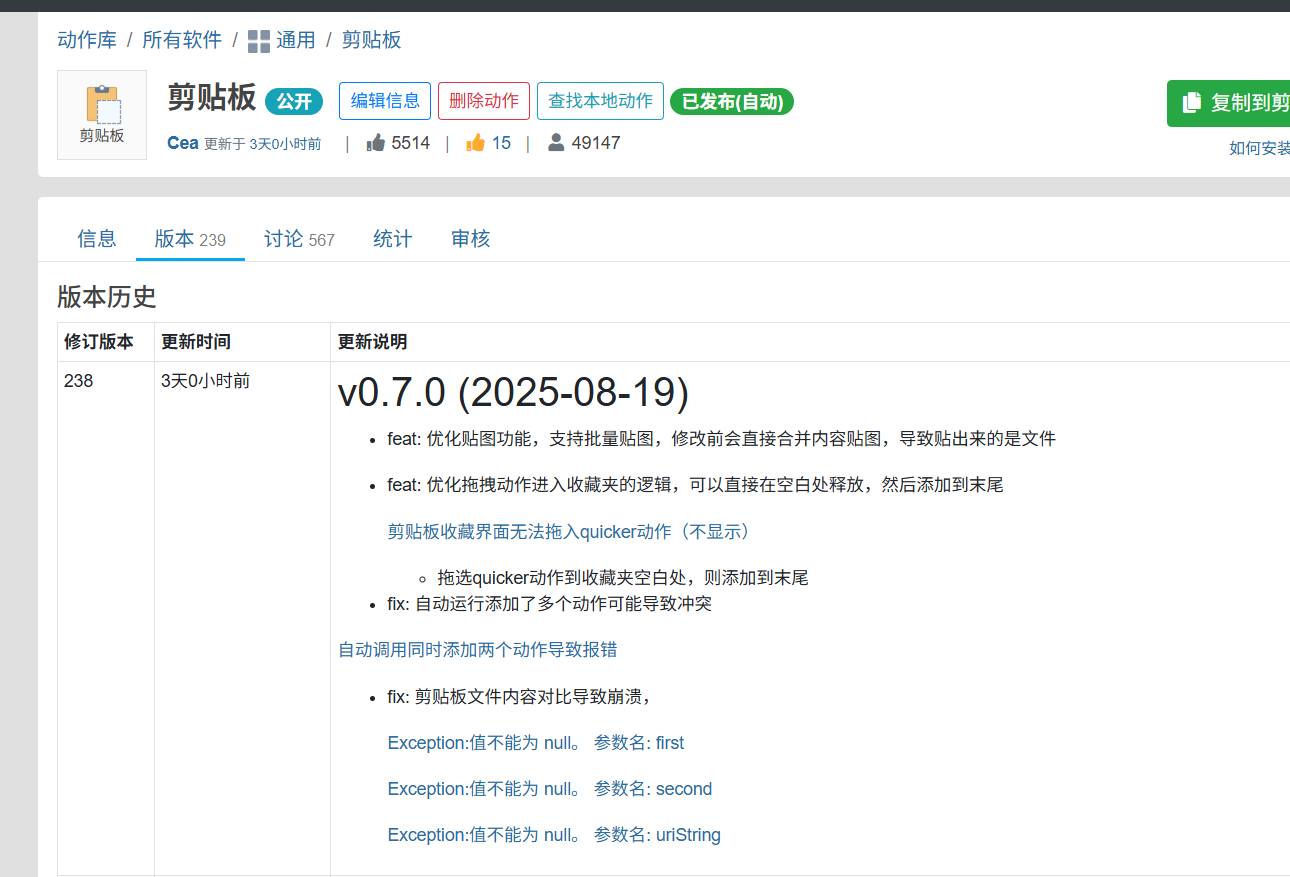 动作库 / 所有软件 / 通用 / 剪贴板
剪贴板 公开 编辑信息 删除动作 查找本地动作 已发布(自动)
复制到剪
剪贴板
Cea 更新于 3天0小时前 | 5514 | 15 | 49147
如何安装
信息 版本 239 讨论 567 统计 审核
版本历史
修订版本 更新时间 更新说明
238 3天0小时前 v0.7.0 (2025-08-19)
• feat: 优化贴图功能，支持批量贴图，修改前会直接合并内容贴图，导致贴出来的是文件
• feat: 优化拖拽动作进入收藏夹的逻辑，可以直接在空白处释放，然后添加到末尾
剪贴板收藏界面无法拖入quicker动作（不显示）
◦ 拖选quicker动作到收藏夹空白处，则添加到末尾
• fix: 自动运行添加了多个动作可能导致冲突
自动调用同时添加两个动作导致报错
• fix: 剪贴板文件内容对比导致崩溃，
Exception:值不能为 null。 参数名: first
Exception:值不能为 null。 参数名: second
Exception:值不能为 null。 参数名: uriString